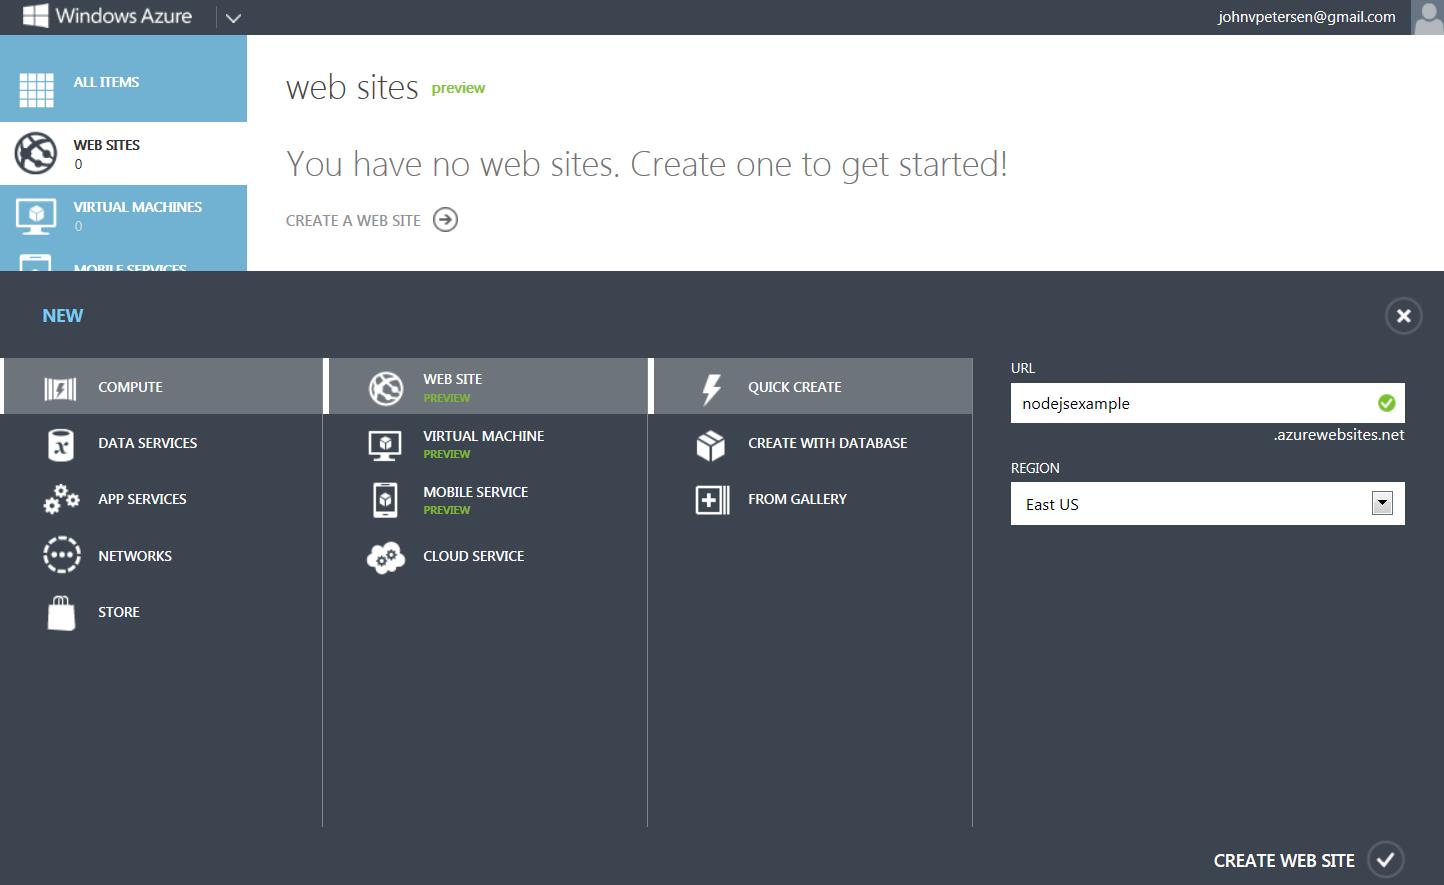 Windows Azure
johnvpetersen@gmail.com
ALL ITEMS
WEB SITES
0
VIRTUAL MACHINES
0
MOBILE SERVICES
web sites preview
You have no web sites. Create one to get started!
CREATE A WEB SITE
NEW
COMPUTE
DATA SERVICES
APP SERVICES
NETWORKS
STORE
WEB SITE
PREVIEW
VIRTUAL MACHINE
PREVIEW
MOBILE SERVICE
PREVIEW
CLOUD SERVICE
QUICK CREATE
CREATE WITH DATABASE
FROM GALLERY
URL
nodejsexample
.azurewebsites.net
REGION
East US
CREATE WEB SITE